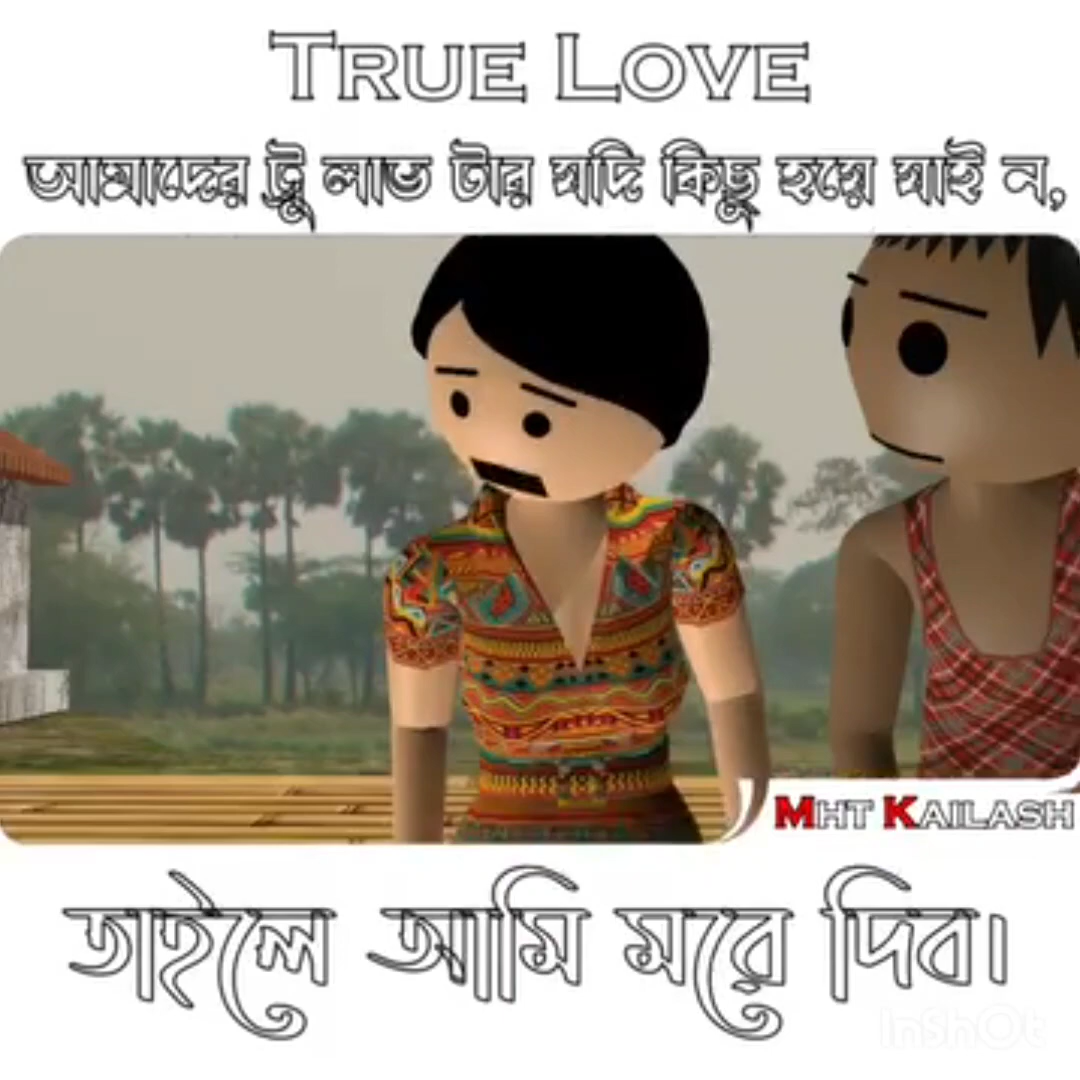 TRUE LOVE
আমাদের ট্রু লাভ টার যদি কিছু হয়ে যাই ন,
MHT KAILASH
তাইলে আমি মরে দিব।
InShOt